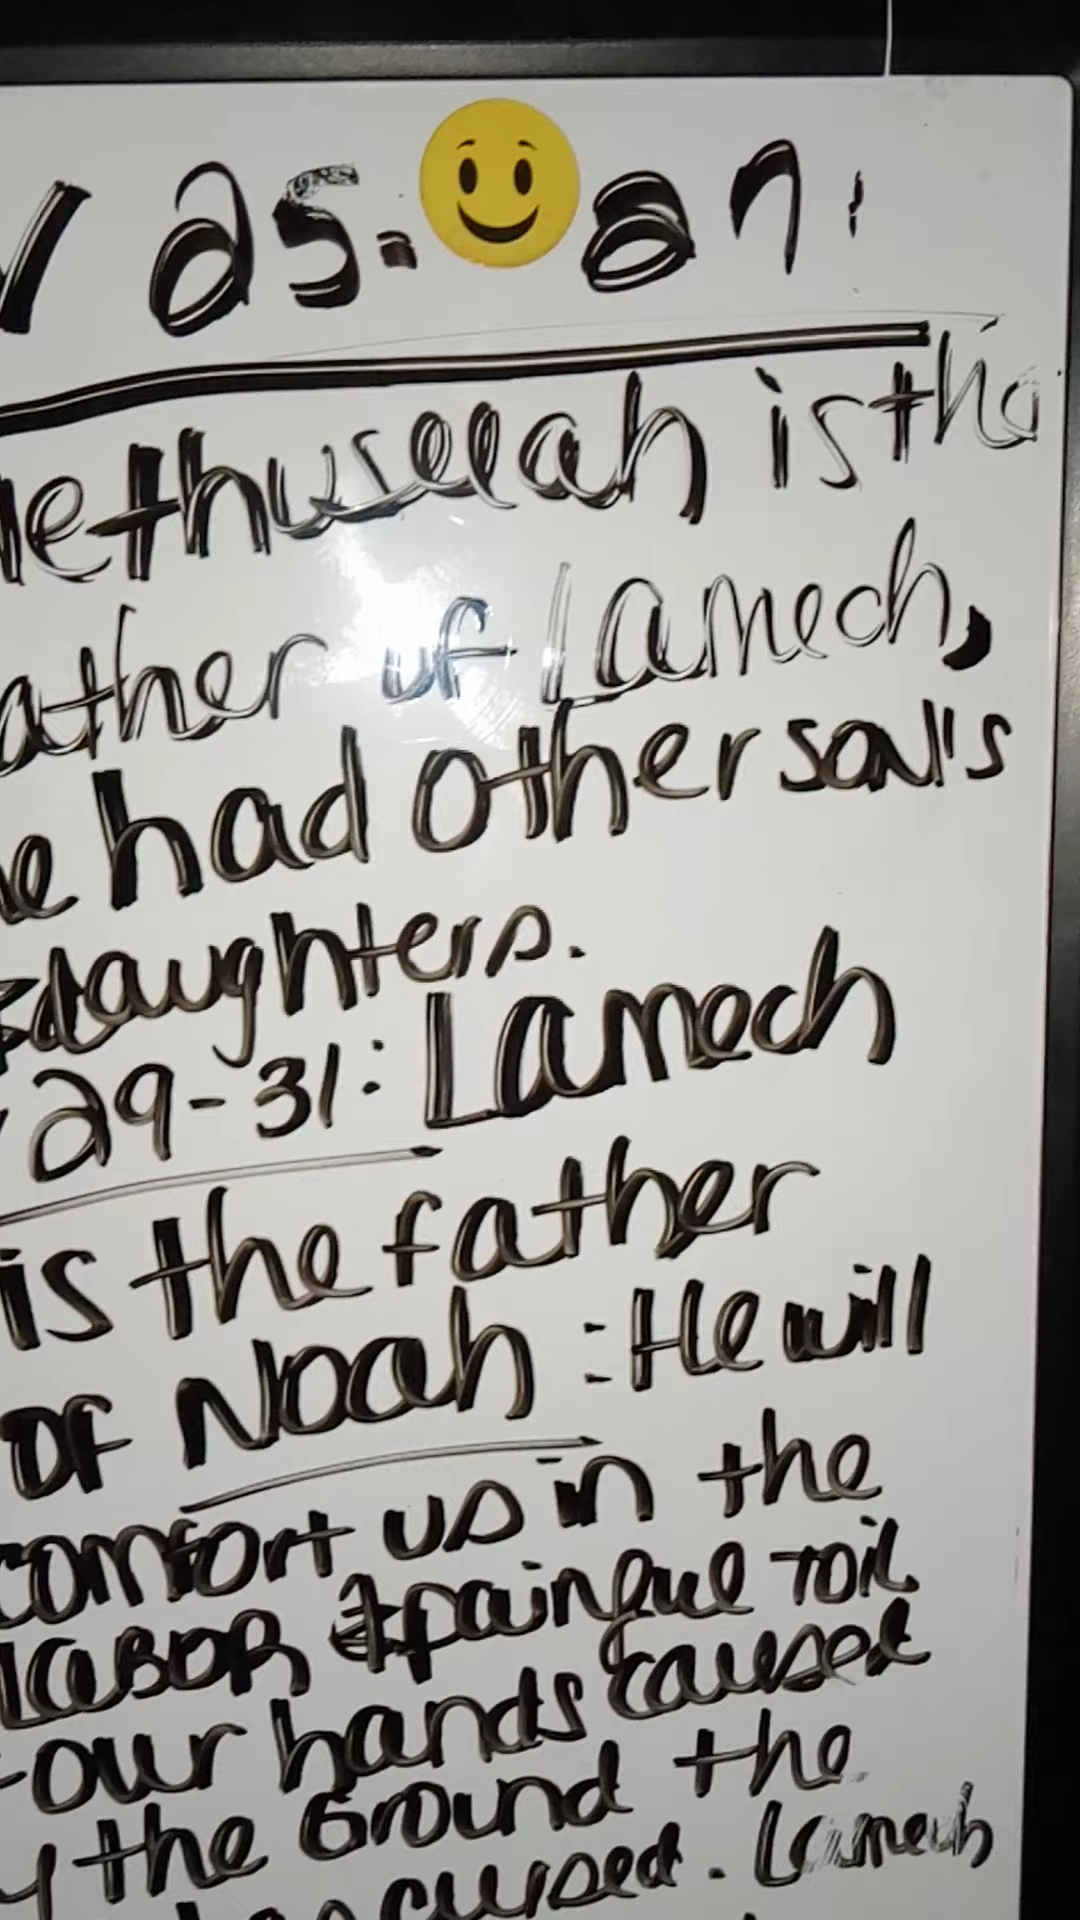 V 25-27:
ethuselah is the
ather of Lamech,
e had other son's
& daughters.
V 29-31: Lamech
is the father
of Noah: He will
comfort us in the
LABOR & painful toil
our hands caused
y the Ground the
cursed. Lamech